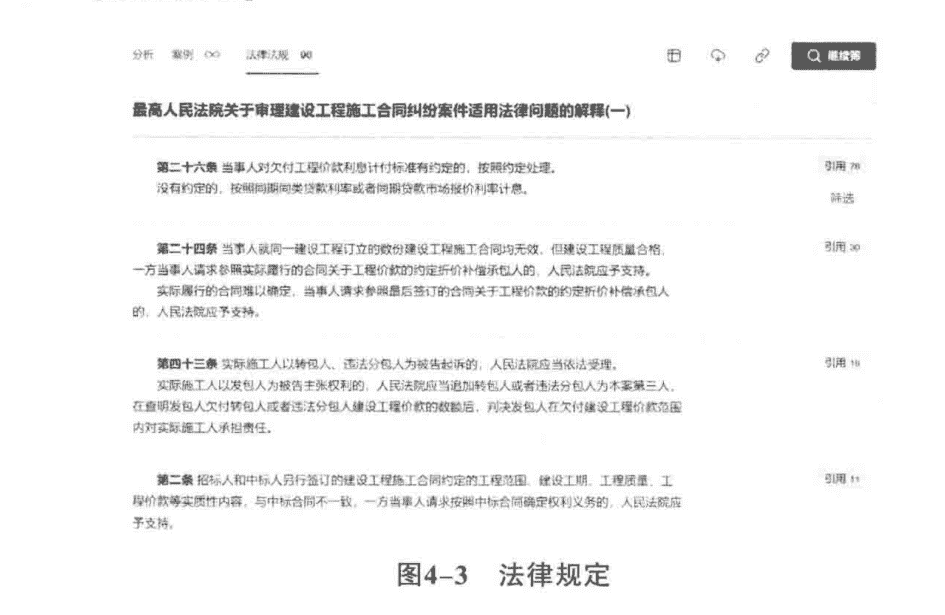 分析 案例 法律法规
继续筛
最高人民法院关于审理建设工程施工合同纠纷案件适用法律问题的解释(一)
第二十六条 当事人对欠付工程价款利息计付标准有约定的，按照约定处理。
引用 78
没有约定的，按照同期同类贷款利率或者同期贷款市场报价利率计息。
筛选
第二十四条 当事人就同一建设工程订立的数份建设工程施工合同均无效，但建设工程质量合格，
引用 30
一方当事人请求参照实际履行的合同关于工程价款的约定折价补偿承包人的，人民法院应予支持。
实际履行的合同难以确定，当事人请求参照最后签订的合同关于工程价款的约定折价补偿承包人
的，人民法院应予支持。
第四十三条 实际施工人以转包人、违法分包人为被告起诉的，人民法院应当依法受理。
引用
实际施工人以发包人为被告主张权利的，人民法院应当追加转包人或者违法分包人为本案第三人，
在查明发包人欠付转包人或者违法分包人建设工程价款的数额后，判决发包人在欠付建设工程价款范围
内对实际施工人承担责任。
第二条 招标人和中标人另行签订的建设工程施工合同约定的工程范围、建设工期、工程质量、工
引用 11
程价款等实质性内容，与中标合同不一致，一方当事人请求按照中标合同确定权利义务的，人民法院应
予支持。
图4-3 法律规定